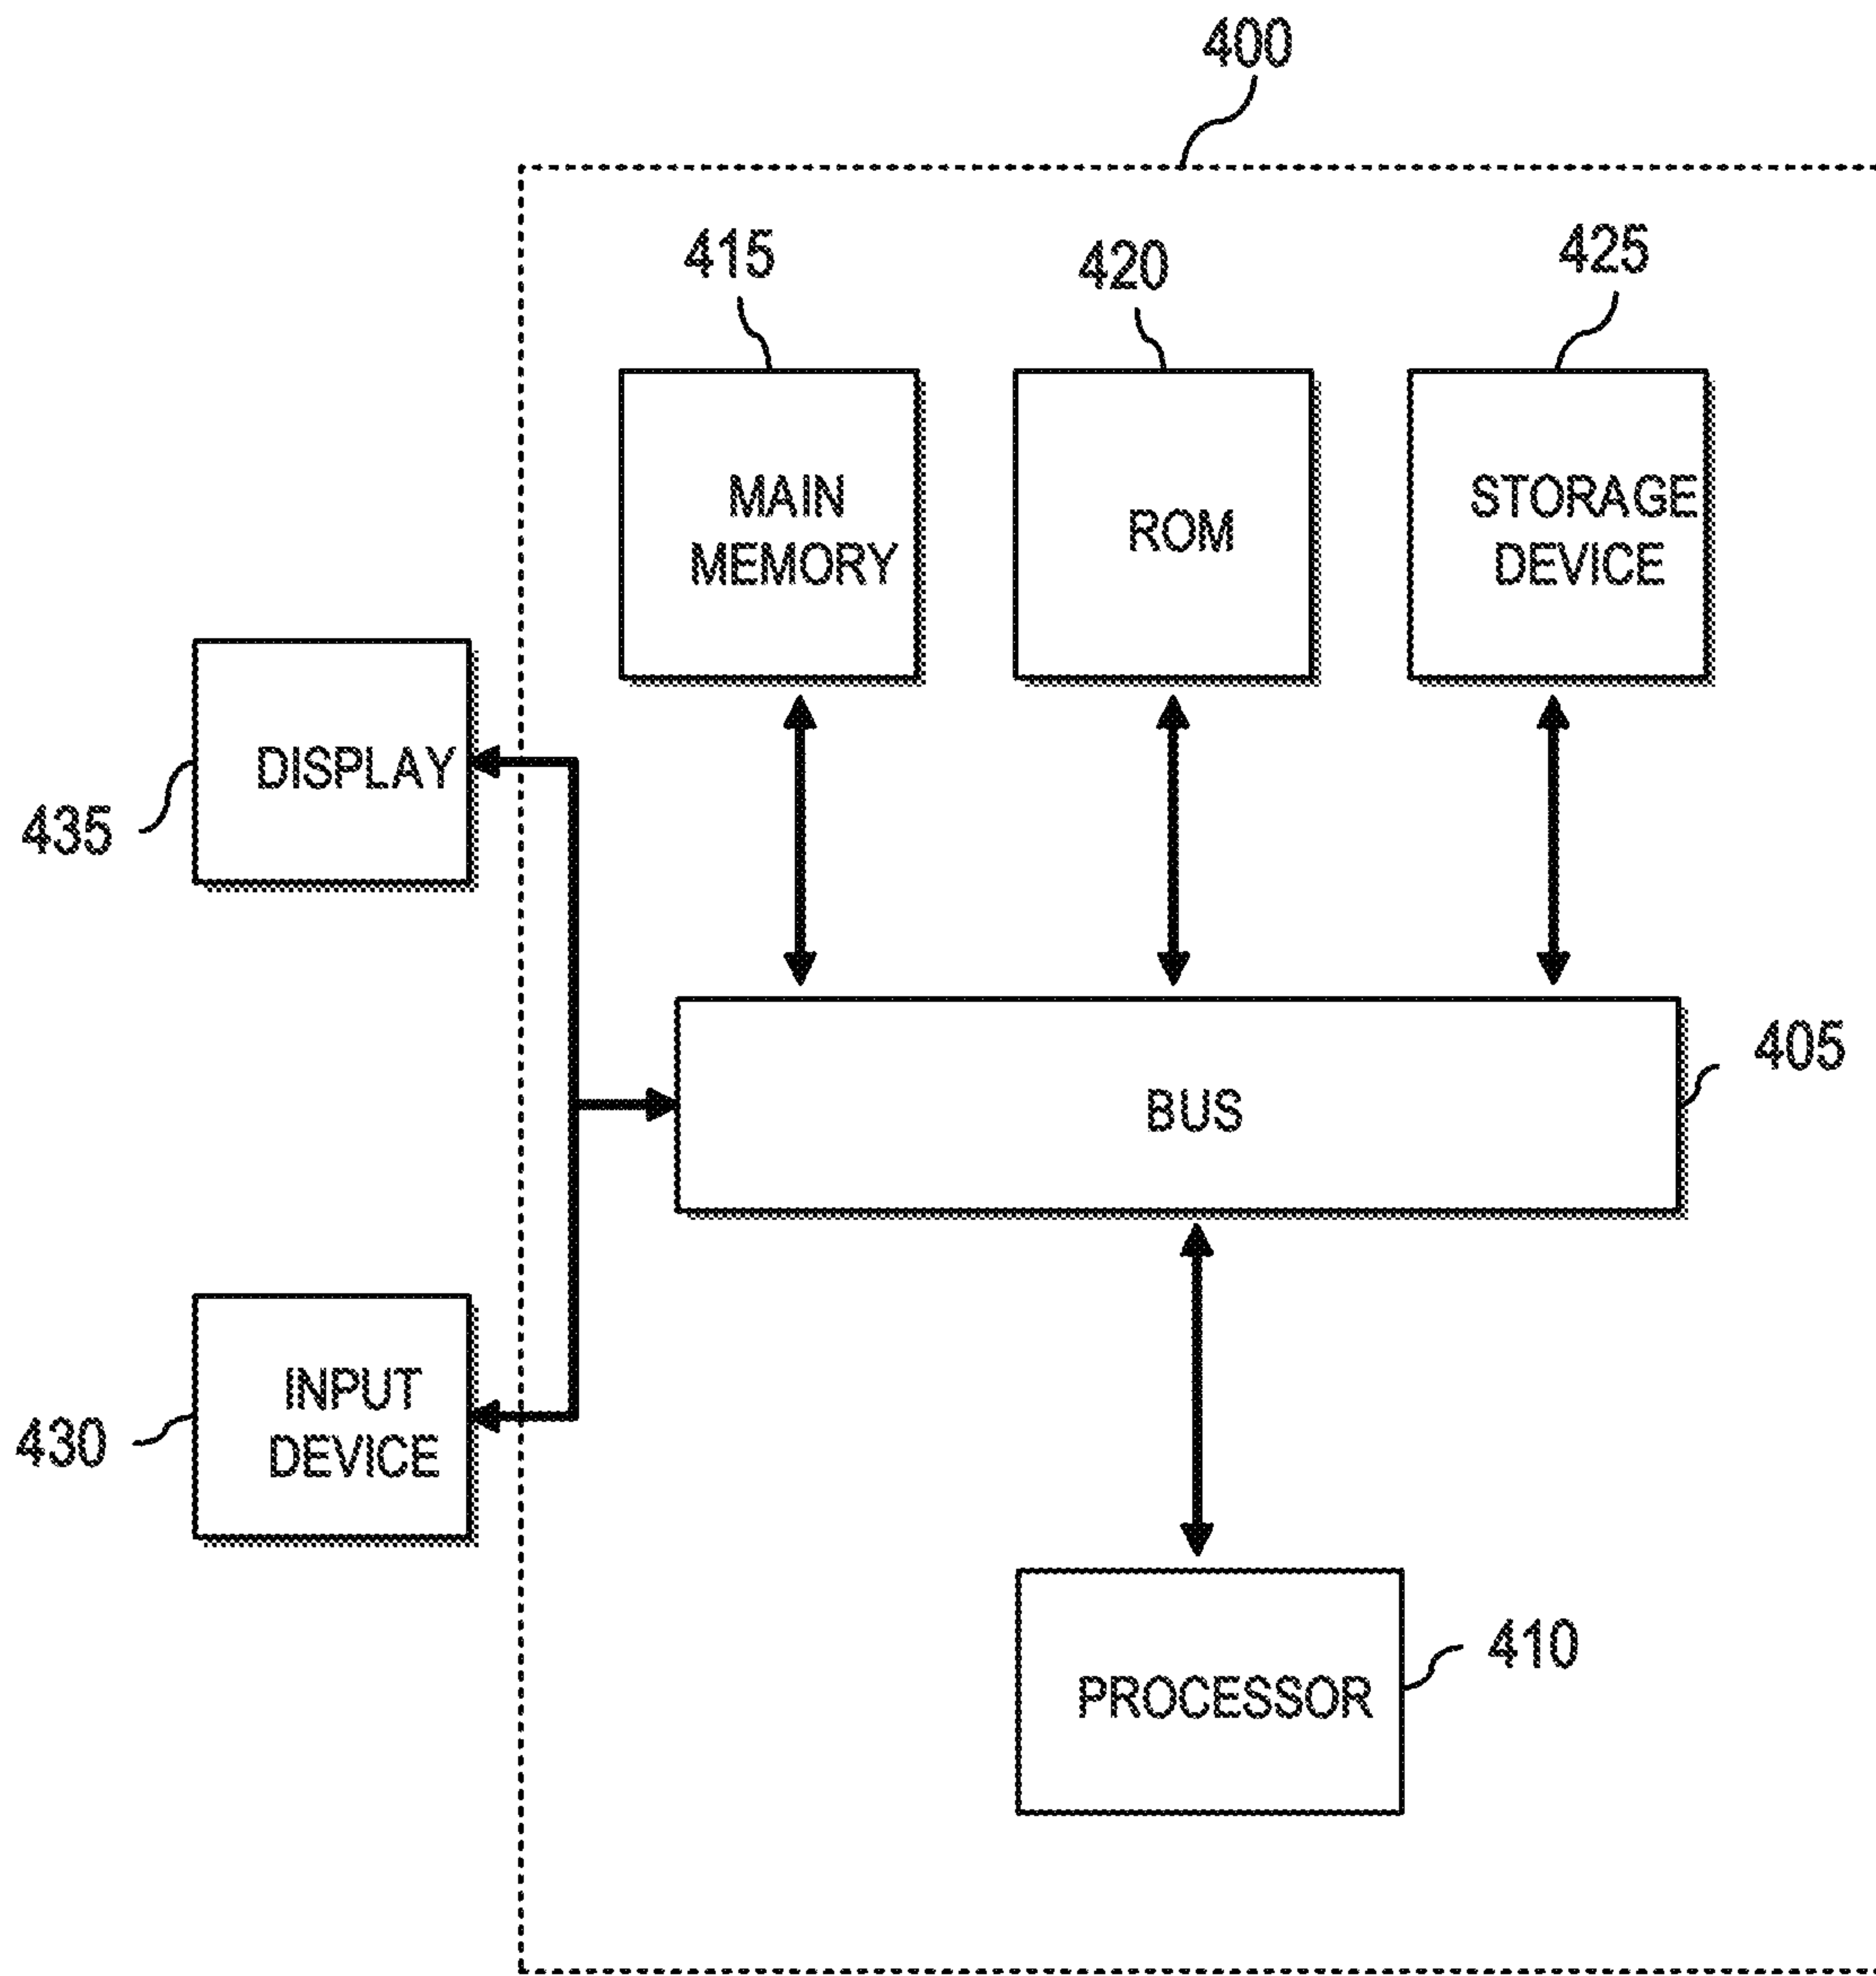 400
415
420
425
MAIN
MEMORY
ROM
STORAGE
DEVICE
DISPLAY
435
405
BUS
INPUT
DEVICE
430
410
PROCESSOR